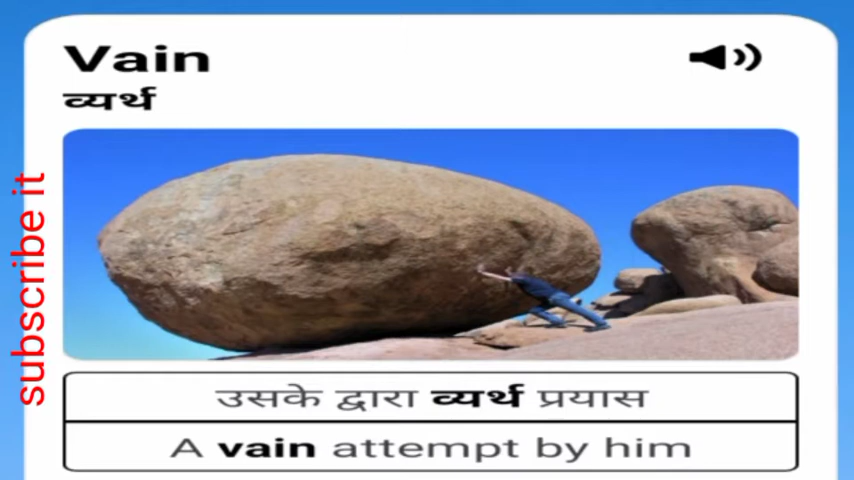 Vain
व्यर्थ
subscribe it
उसके द्वारा व्यर्थ प्रयास
A vain attempt by him